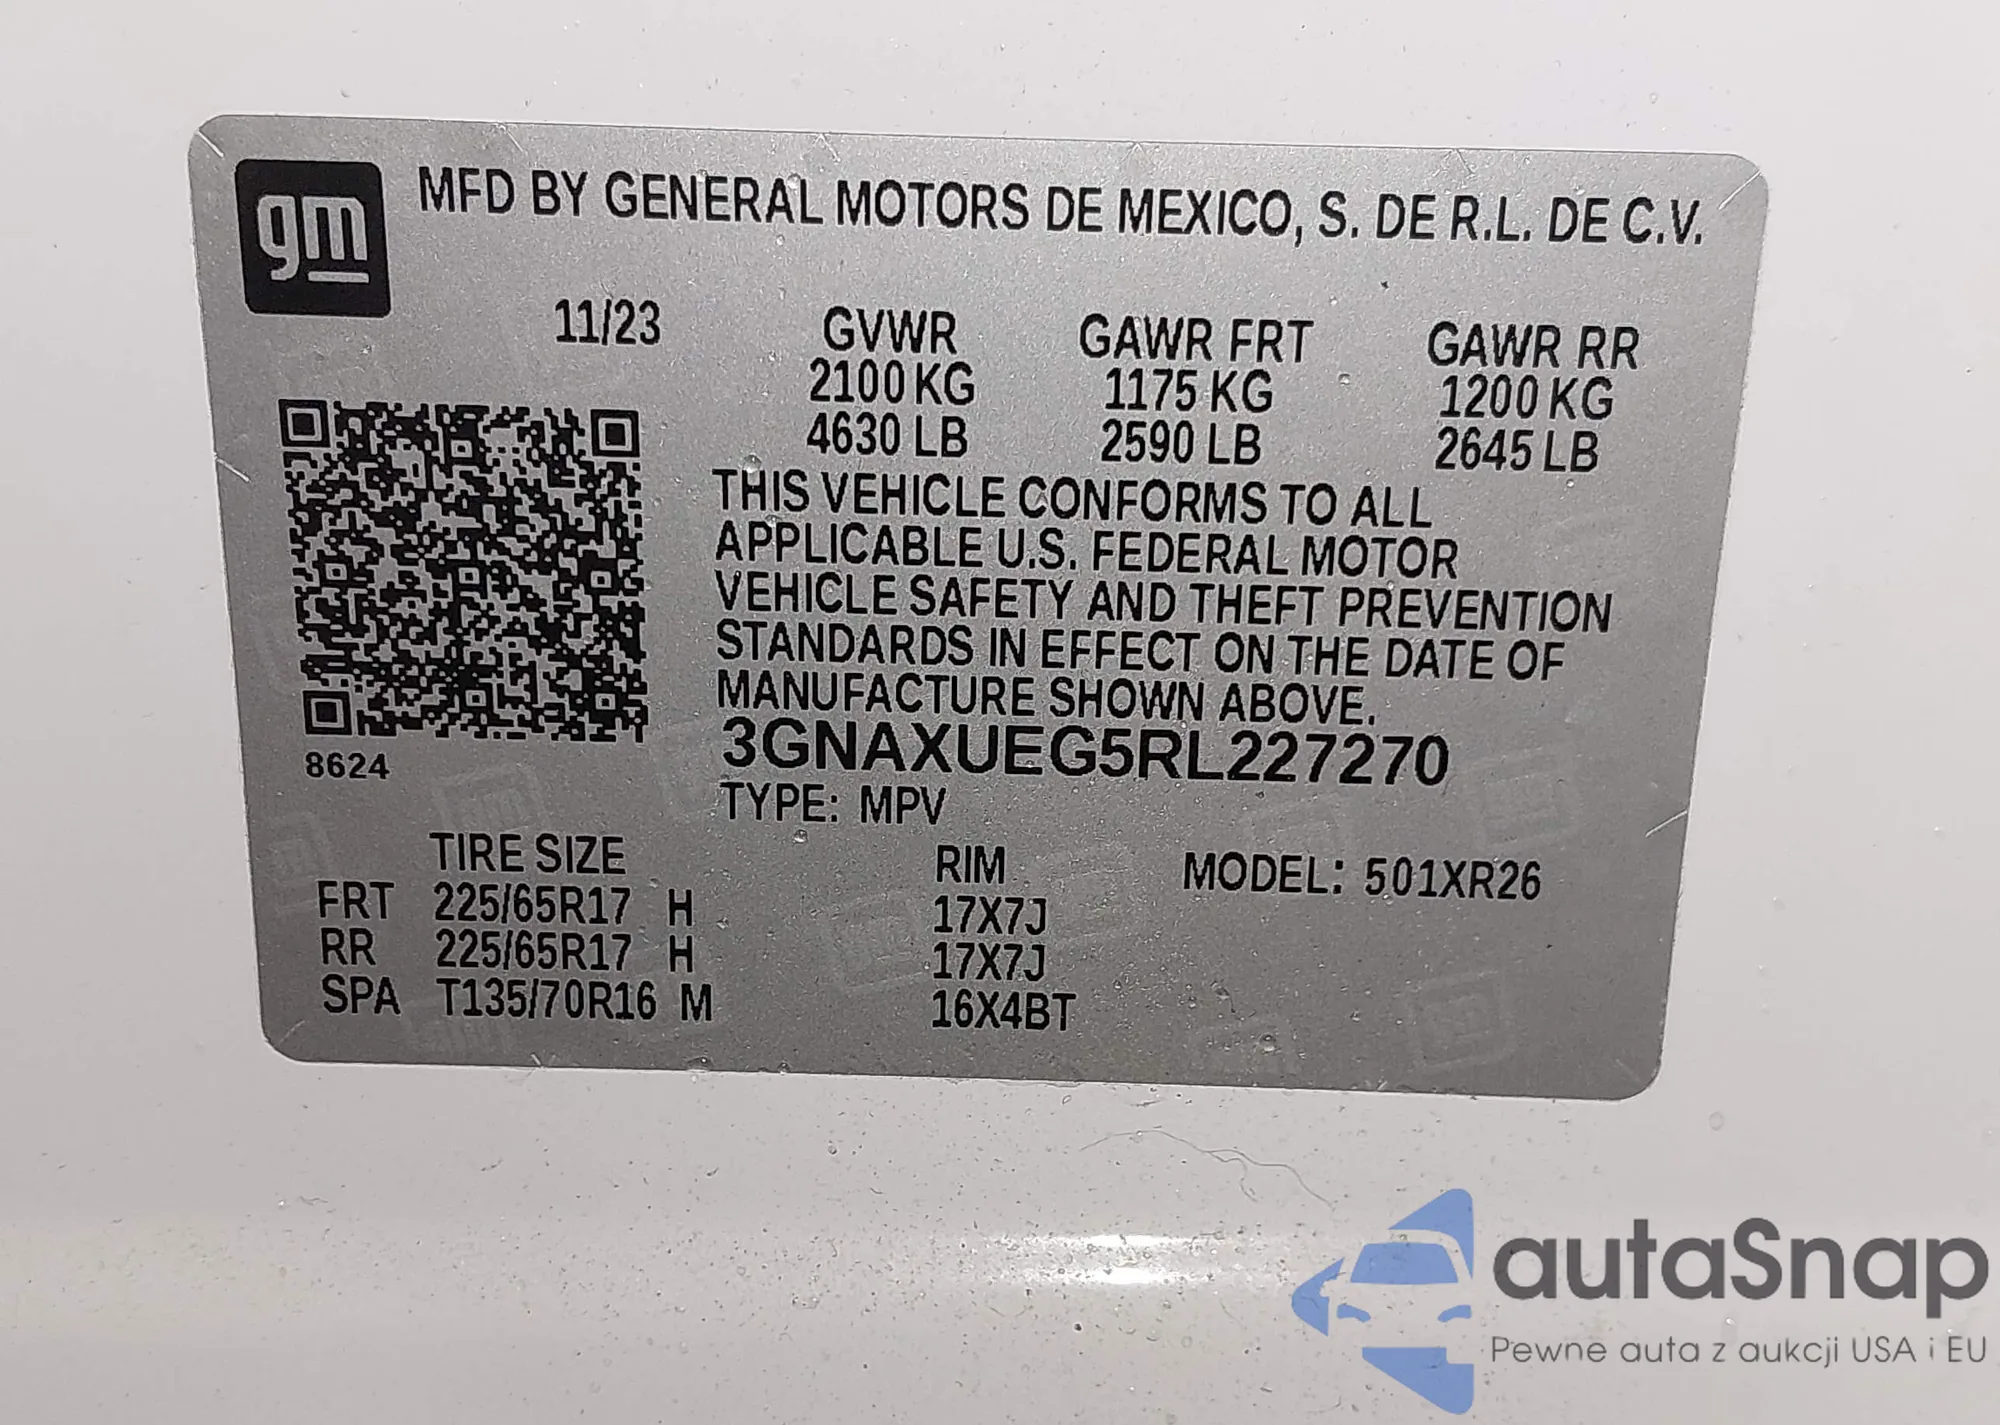 gm
MFD BY GENERAL MOTORS DE MEXICO, S. DE R.L. DE C.V.
11/23 GVWR GAWR FRT GAWR RR
2100 KG 1175 KG 1200 KG
4630 LB 2590 LB 2645 LB
THIS VEHICLE CONFORMS TO ALL
APPLICABLE U.S. FEDERAL MOTOR
VEHICLE SAFETY AND THEFT PREVENTION
STANDARDS IN EFFECT ON THE DATE OF
MANUFACTURE SHOWN ABOVE.
3GNAXUEG5RL227270
8624
TYPE: MPV
TIRE SIZE RIM MODEL: 501XR26
FRT 225/65R17 H 17X7J
RR 225/65R17 H 17X7J
SPA T135/70R16 M 16X4BT
autaSnap
Pewne auta z aukcji USA i EU